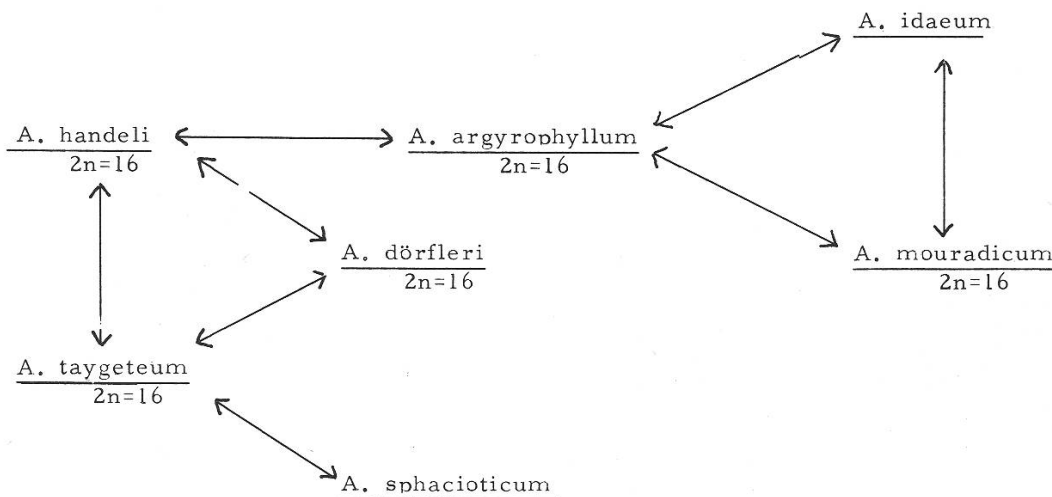 A. idaeum
A. handeli
2n=16
A. argyrophyllum
2n=16
A. dörfleri
2n=16
A. mouradicum
2n=16
A. taygeteum
2n=16
A. sphacioticum